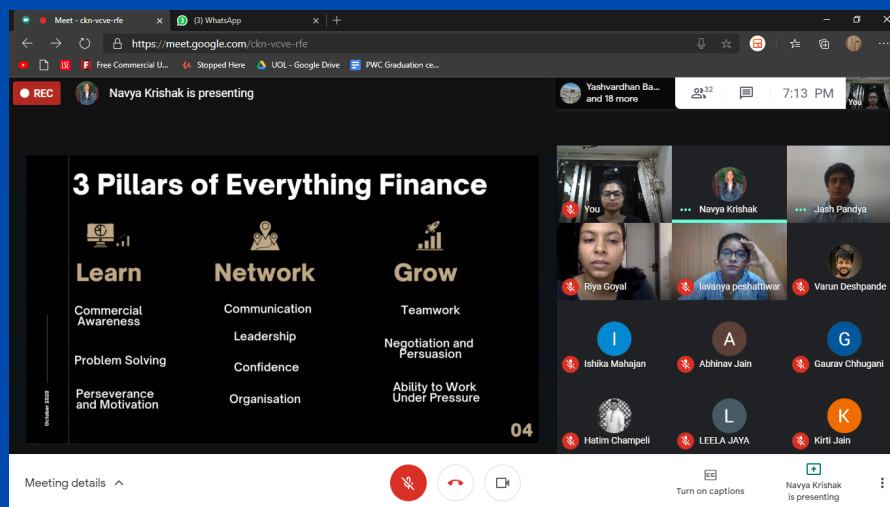 Meet - ckn-vcve-rfe
(3) WhatsApp
https://meet.google.com/ckn-vcve-rfe
Free Commercial U...
Stopped Here
UOL - Google Drive
PWC Graduation ce...
REC
Navya Krishak is presenting
Yashvardhan Ba...
and 18 more
32
7:13 PM
You
3 Pillars of Everything Finance
Learn
Commercial
Awareness
Problem Solving
Perseverance
and Motivation
Network
Communication
Leadership
Confidence
Organisation
Grow
Teamwork
Negotiation and
Persuasion
Ability to Work
Under Pressure
October 2020
04
You
Navya Krishak
Jash Pandya
Riya Goyal
lavanya peshattiwar
Varun Deshpande
I
Ishika Mahajan
A
Abhinav Jain
G
Gaurav Chhugani
Hatim Champeli
L
LEELA JAYA
K
Kirti Jain
Meeting details
Turn on captions
Navya Krishak
is presenting